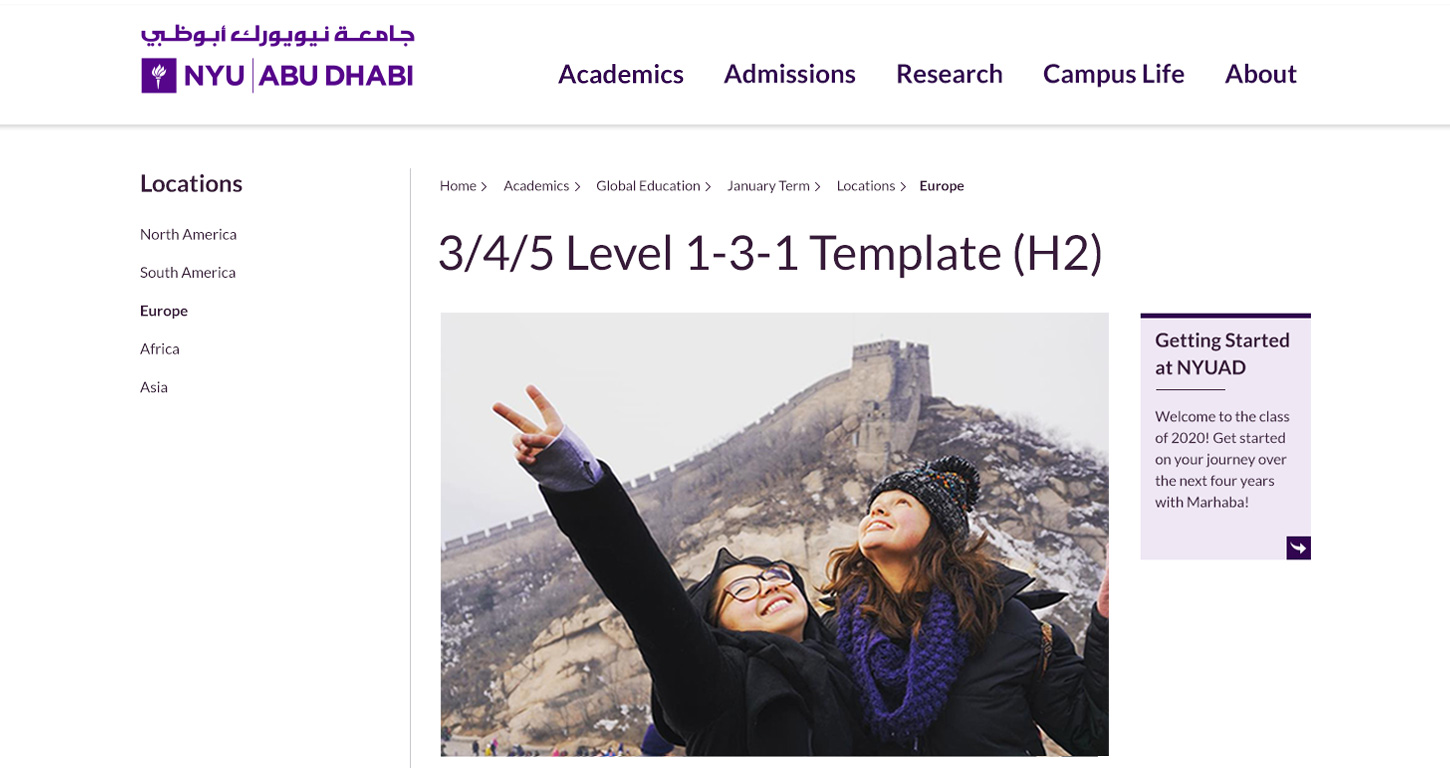 جامعة نيويورك أبوظبي
NYU ABU DHABI
Academics Admissions Research Campus Life About
Locations
North America
South America
Europe
Africa
Asia
Home Academics Global Education January Term Locations Europe
3/4/5 Level 1-3-1 Template (H2)
Getting Started
at NYUAD
Welcome to the class
of 2020! Get started
on your journey over
the next four years
with Marhaba!